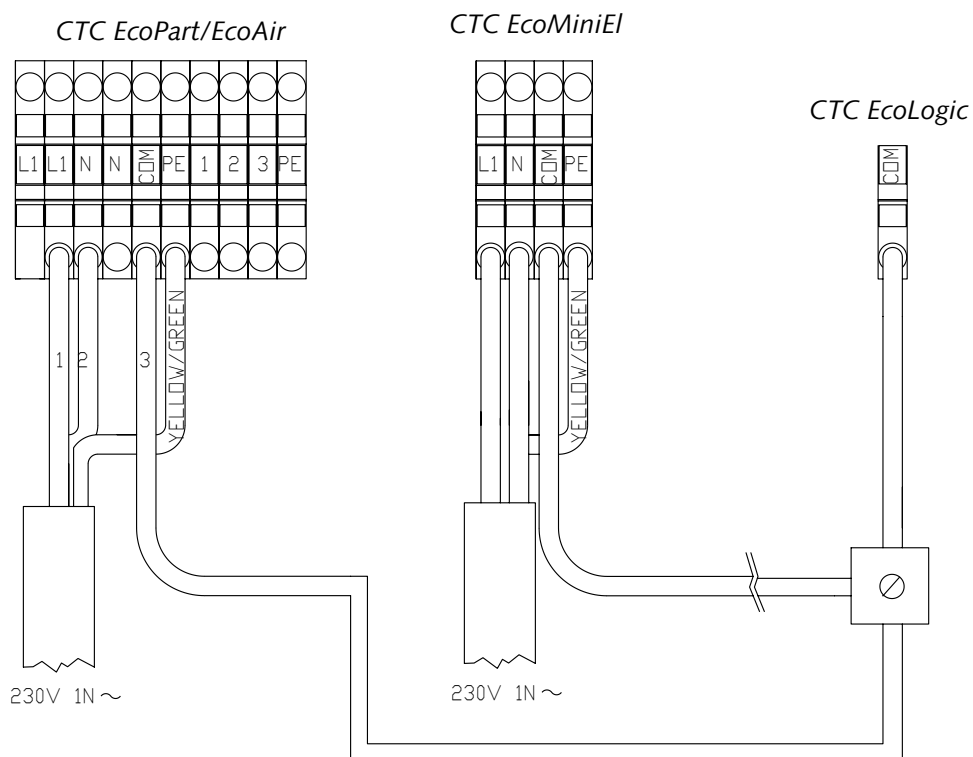 CTC EcoPart/EcoAir
CTC EcoMiniEl
CTC EcoLogic
L1 L1 N N COM PE 1 2 3 PE
L1 N COM PE
COM
1 2 3 YELLOW/GREEN
YELLOW/GREEN
230V 1N~
230V 1N~